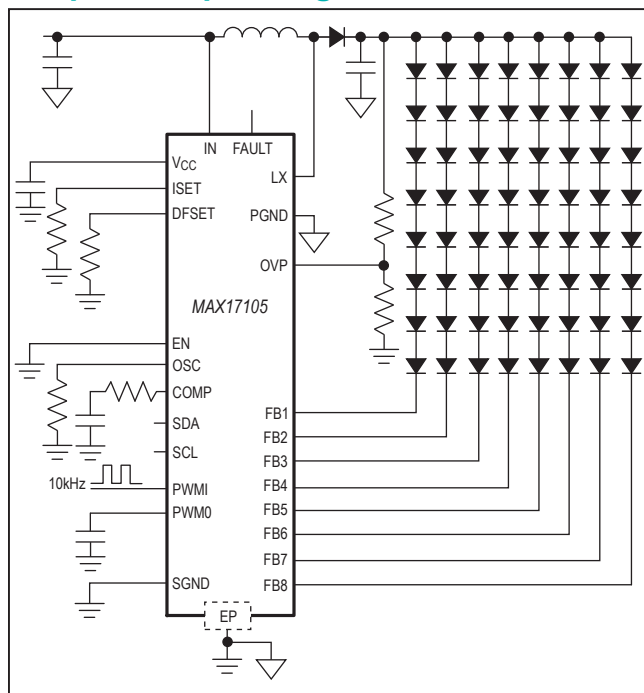 IN FAULT
VCC
ISET
DFSET
EN
OSC
COMP
SDA
SCL
10kHz
PWMI
PWM0
SGND
MAX17105
LX
PGND
OVP
FB1
FB2
FB3
FB4
FB5
FB6
FB7
FB8
EP